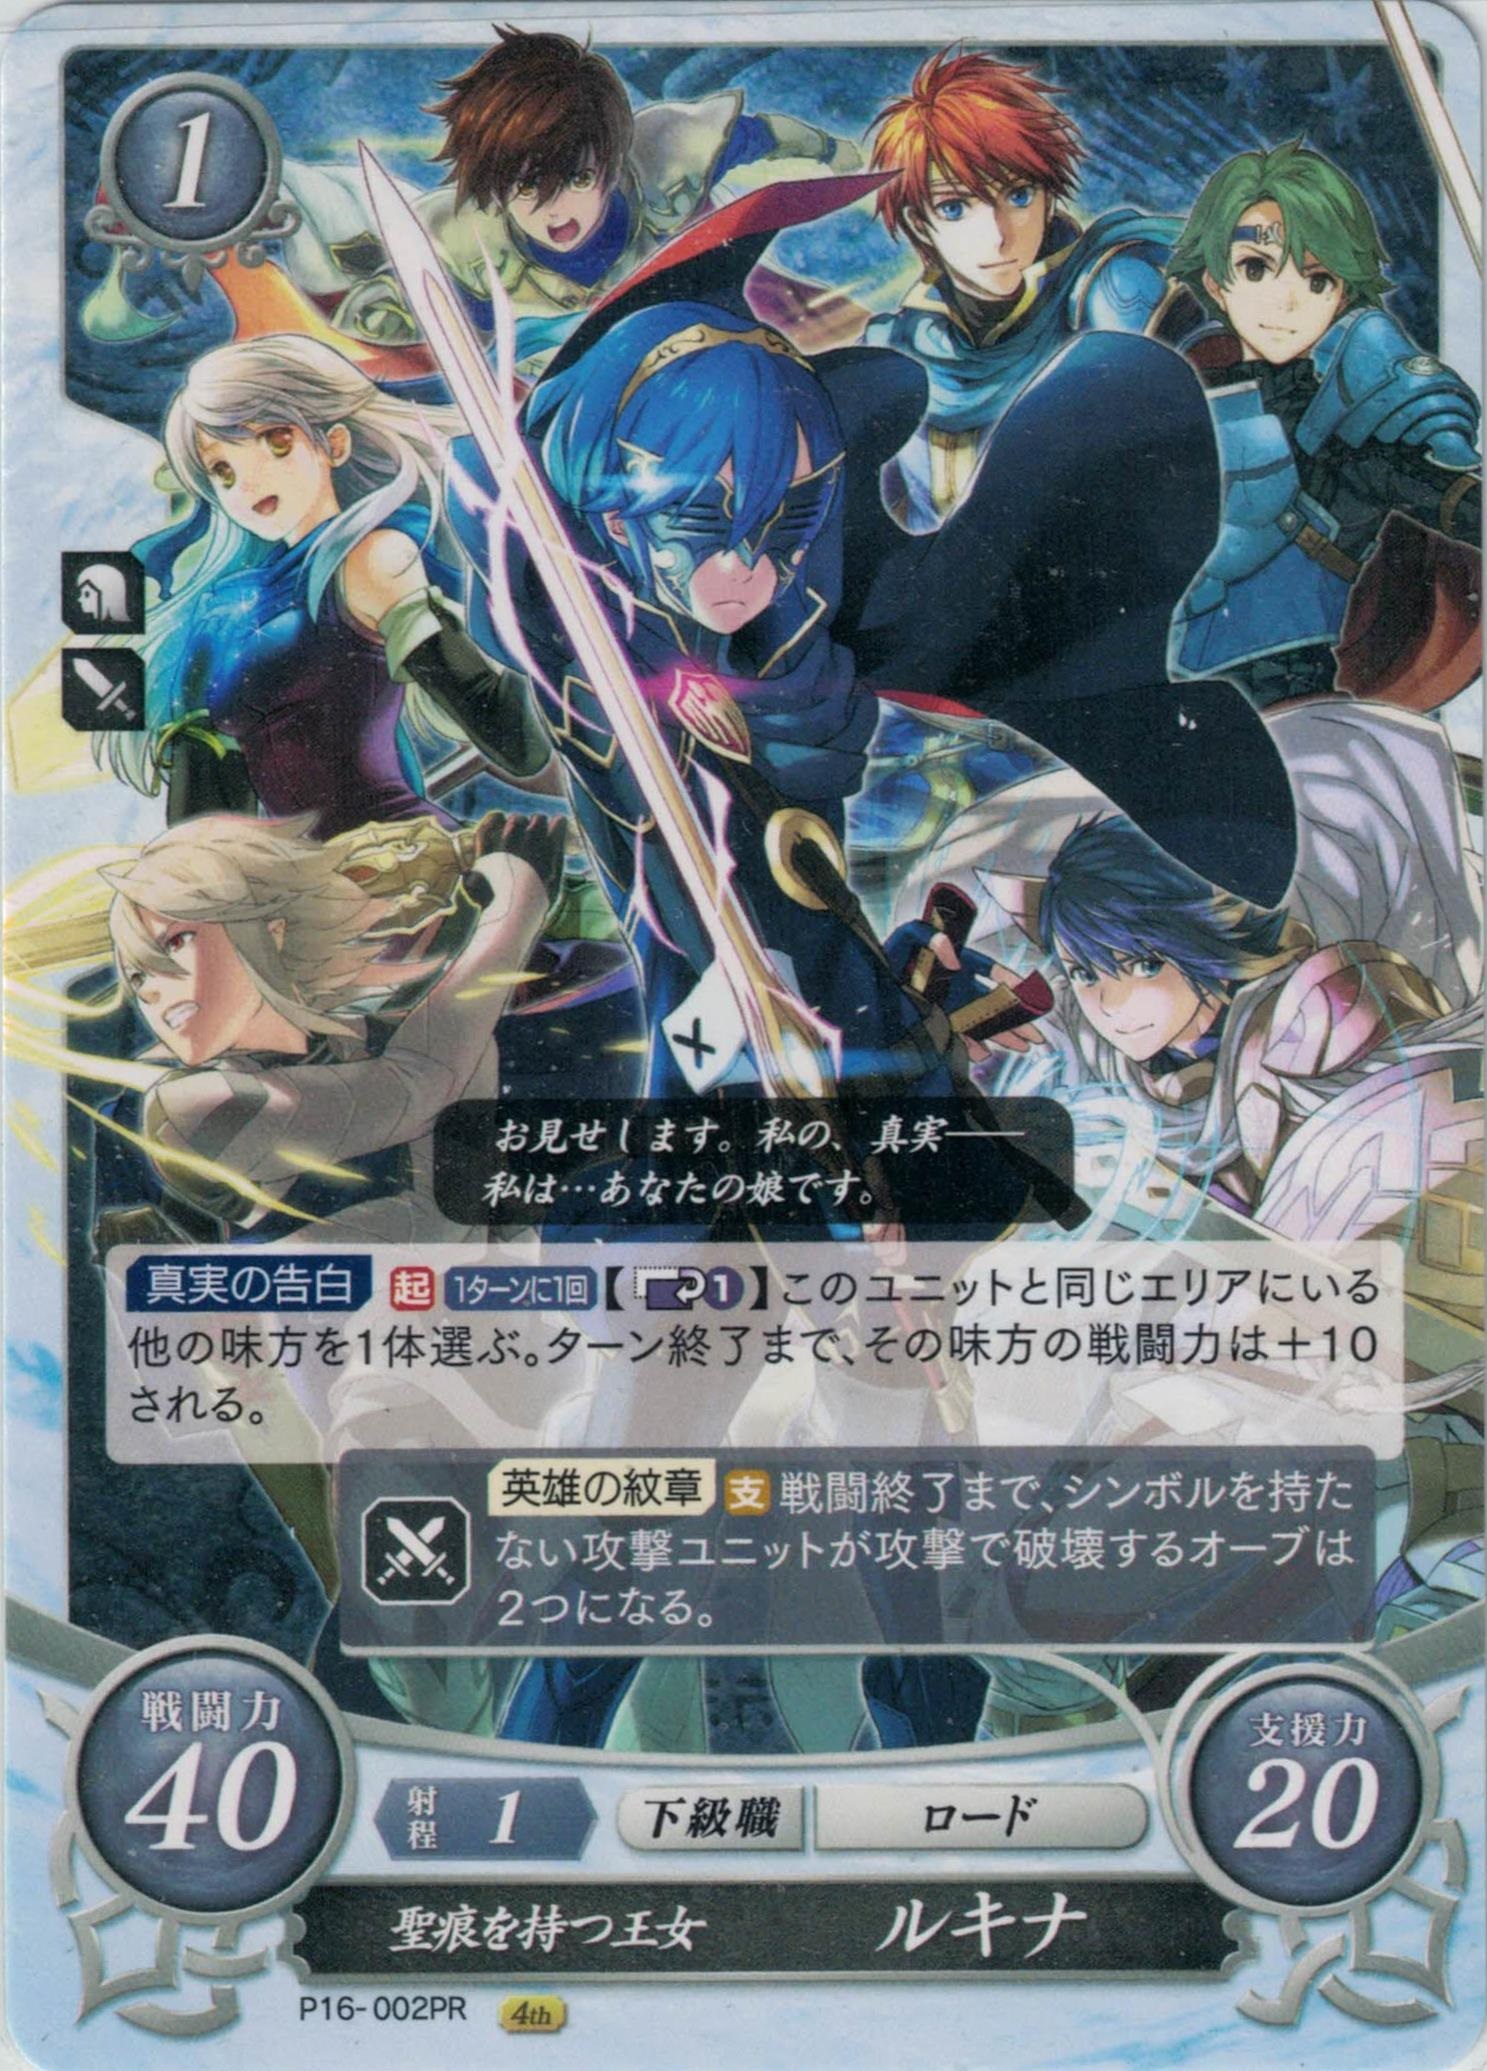 1
お見せします。私の、真実――
私は…あなたの娘です。
真実の告白 起 1ターンに1回【1】このユニットと同じエリアにいる
他の味方を1体選ぶ。ターン終了まで、その味方の戦闘力は＋10
される。
英雄の紋章 支 戦闘終了まで、シンボルを持た
ない攻撃ユニットが攻撃で破壊するオーブは
2つになる。
戦闘力
40
射程 1
下級職 ロード
支援力
20
聖痕を持つ王女 ルキナ
P16-002PR 4th